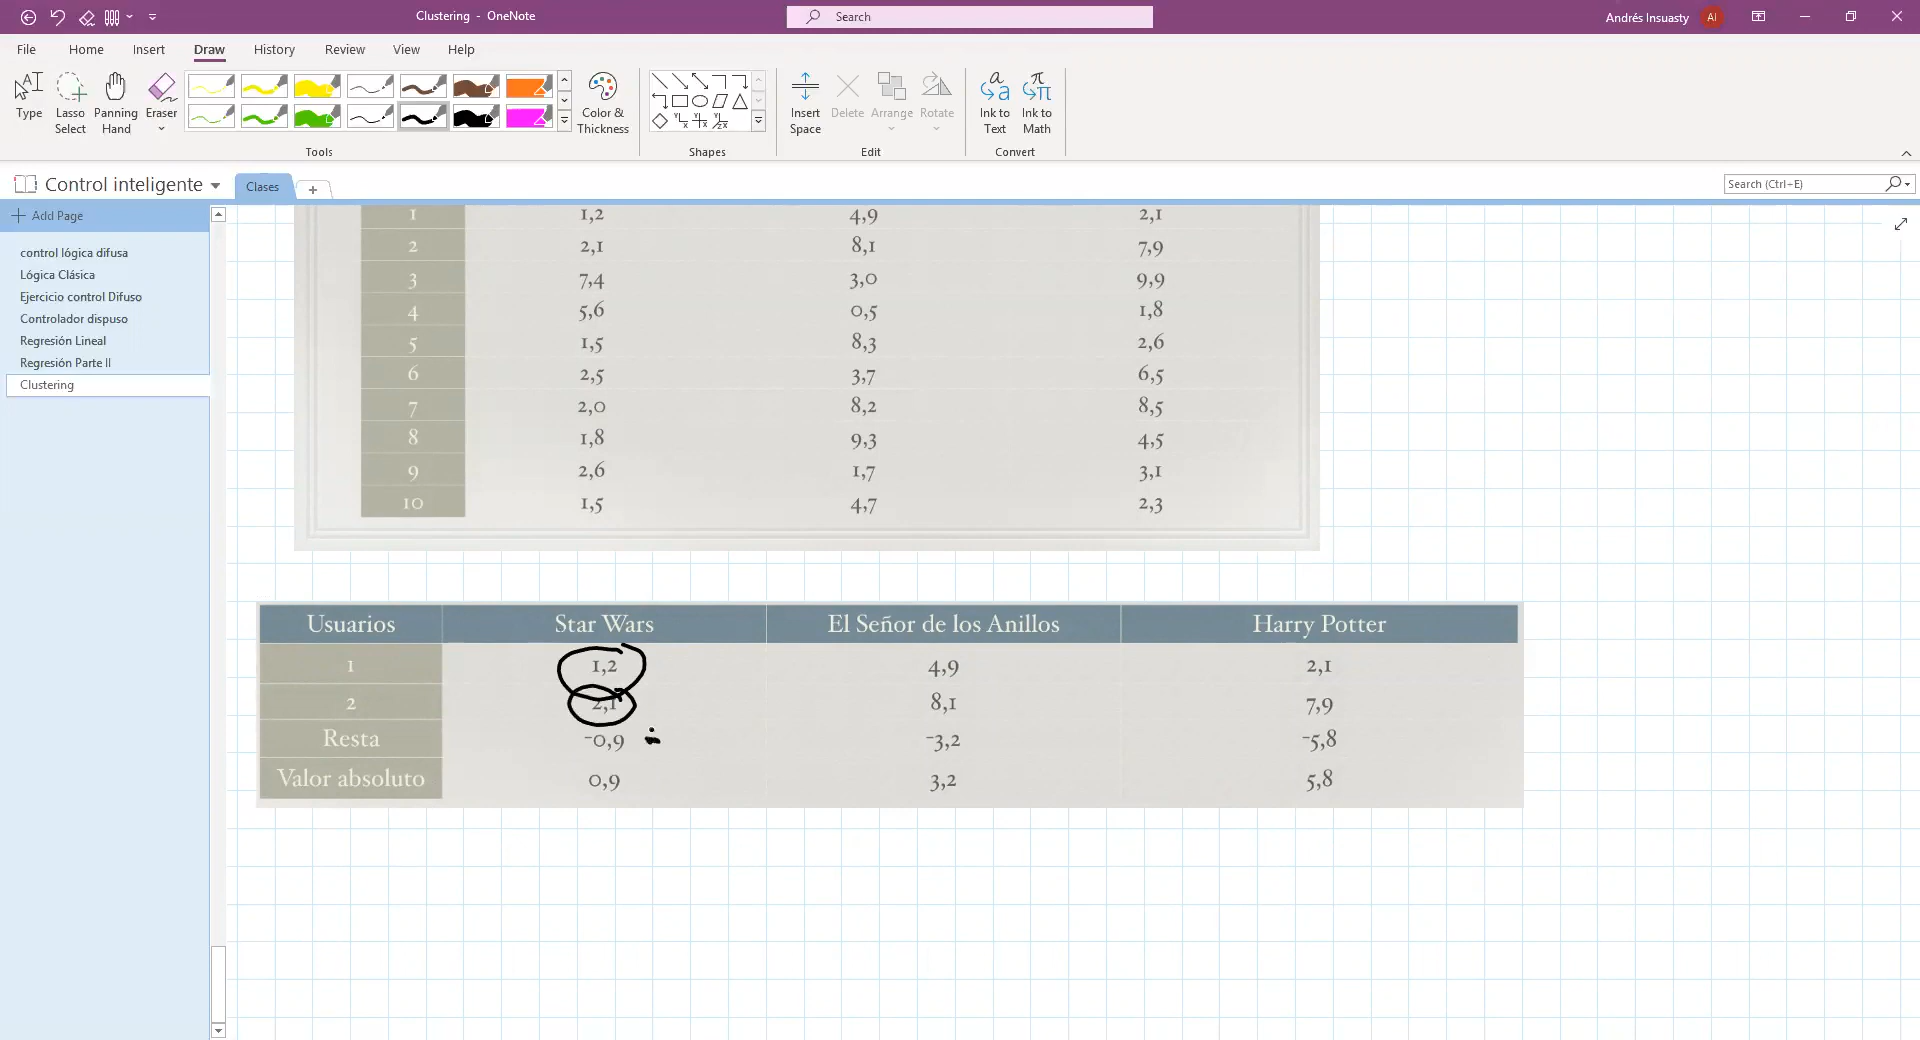 Clustering - OneNote
Search
Andrés Insuasty
AI
File Home Insert Draw History Review View Help
Type
Lasso Select
Panning Hand
Eraser
Color & Thickness
Insert Space
Delete
Arrange
Rotate
Ink to Text
Ink to Math
Tools Shapes Edit Convert
Control inteligente
Clases
Search (Ctrl+E)
Add Page
control lógica difusa
Lógica Clásica
Ejercicio control Difuso
Controlador dispuso
Regresión Lineal
Regresión Parte II
Clustering
1 1,2 4,9 2,1
2 2,1 8,1 7,9
3 7,4 3,0 9,9
4 5,6 0,5 1,8
5 1,5 8,3 2,6
6 2,5 3,7 6,5
7 2,0 8,2 8,5
8 1,8 9,3 4,5
9 2,6 1,7 3,1
10 1,5 4,7 2,3
Usuarios Star Wars El Señor de los Anillos Harry Potter
1 1,2 4,9 2,1
2 2,1 8,1 7,9
Resta -0,9 -3,2 -5,8
Valor absoluto 0,9 3,2 5,8